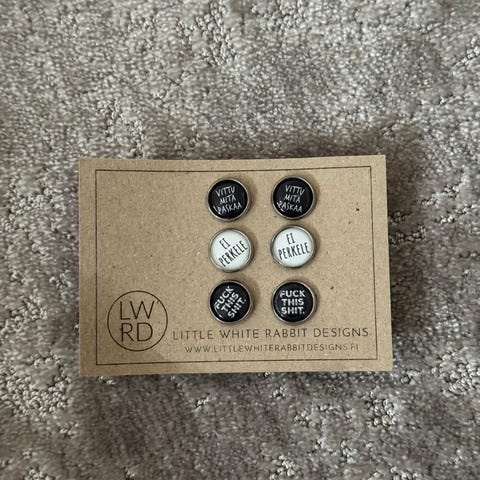 VITTU
MITÄ
PASKAA
VITTU
MITÄ
PASKAA
EI
PERKELE
EI
PERKELE
FUCK
THIS
SHIT.
FUCK
THIS
SHIT.
LW
RD
LITTLE WHITE RABBIT DESIGNS
WWW.LITTLEWHITERABBITDESIGNS.FI